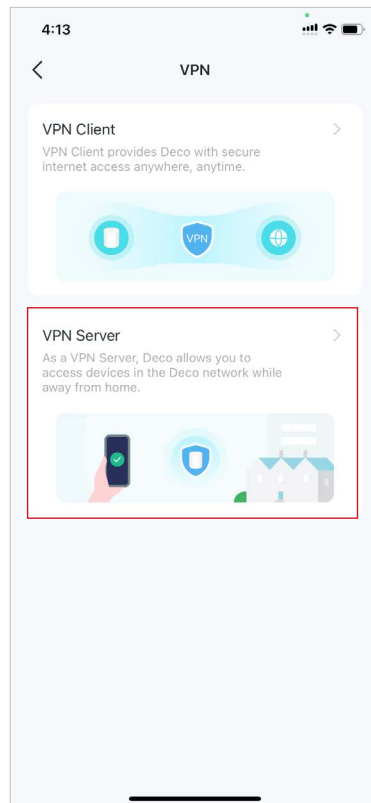 4:13
VPN
VPN Client
VPN Client provides Deco with secure
internet access anywhere, anytime.
VPN
VPN Server
As a VPN Server, Deco allows you to
access devices in the Deco network while
away from home.